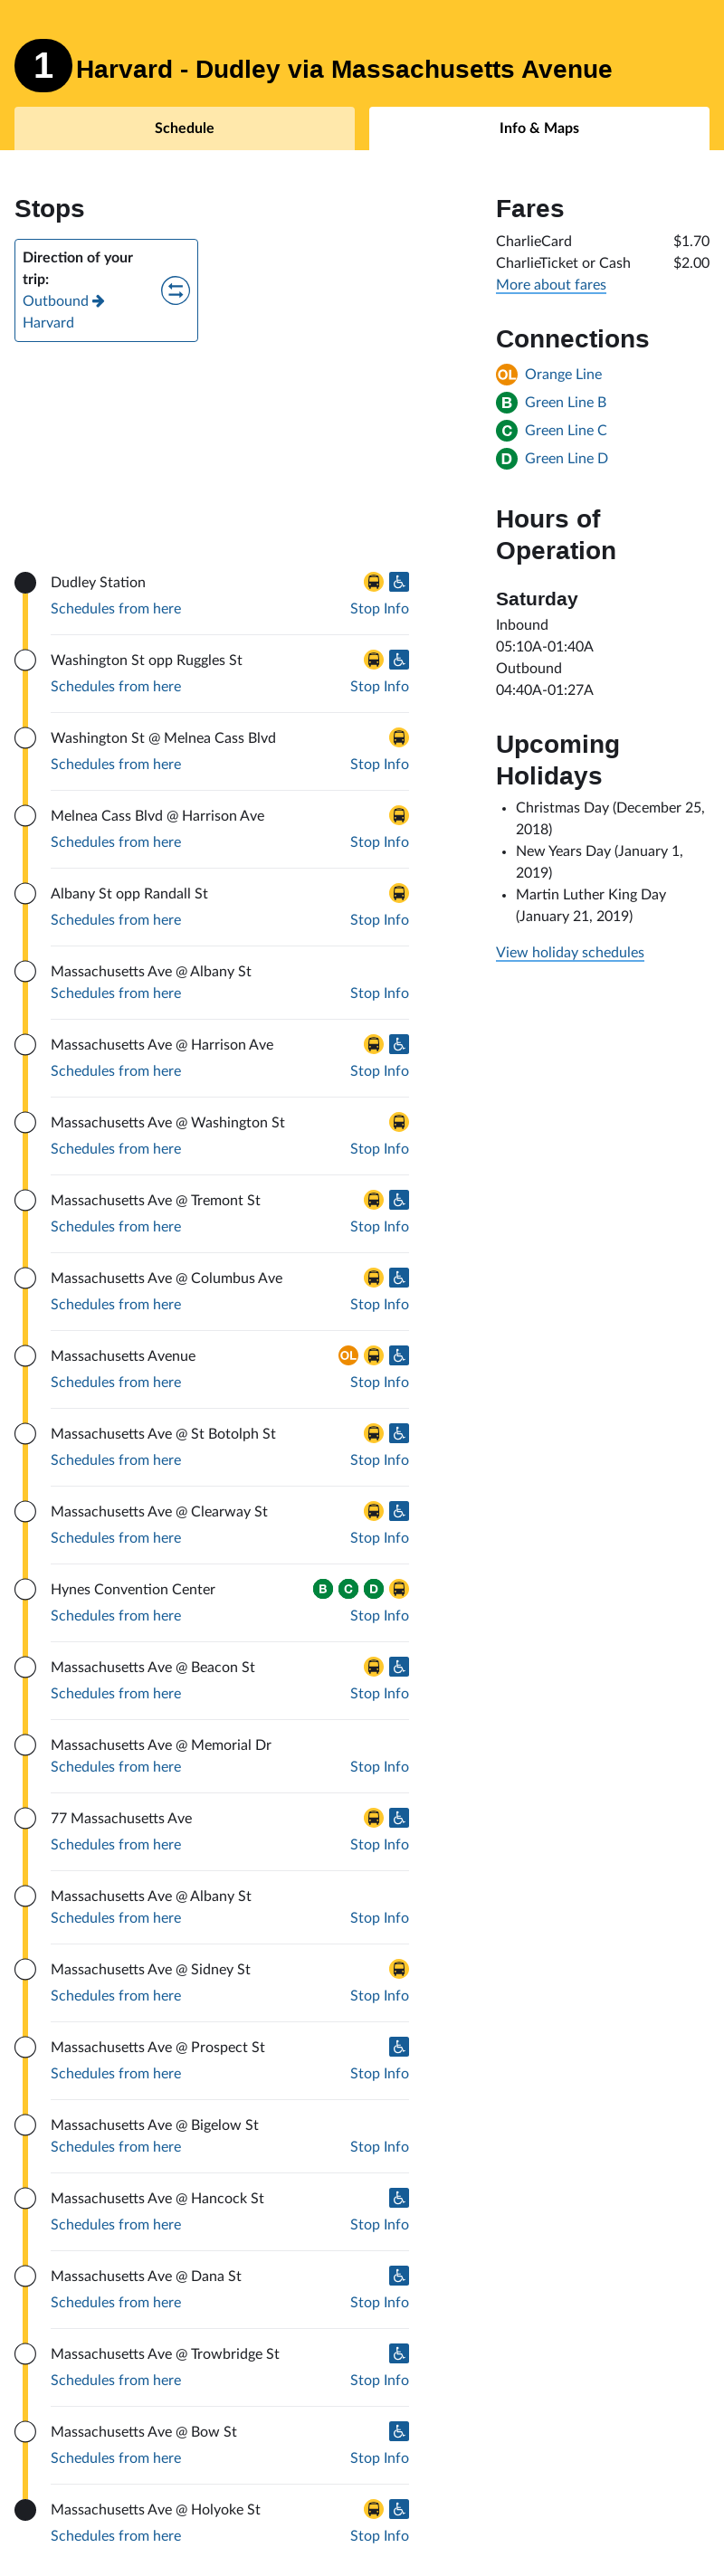 1 Harvard - Dudley via Massachusetts Avenue
Schedule
Info & Maps
Stops
Direction of your
trip:
Outbound
Harvard
Dudley Station
Schedules from here Stop Info
Washington St opp Ruggles St
Schedules from here Stop Info
Washington St @ Melnea Cass Blvd
Schedules from here Stop Info
Melnea Cass Blvd @ Harrison Ave
Schedules from here Stop Info
Albany St opp Randall St
Schedules from here Stop Info
Massachusetts Ave @ Albany St
Schedules from here Stop Info
Massachusetts Ave @ Harrison Ave
Schedules from here Stop Info
Massachusetts Ave @ Washington St
Schedules from here Stop Info
Massachusetts Ave @ Tremont St
Schedules from here Stop Info
Massachusetts Ave @ Columbus Ave
Schedules from here Stop Info
Massachusetts Avenue OL
Schedules from here Stop Info
Massachusetts Ave @ St Botolph St
Schedules from here Stop Info
Massachusetts Ave @ Clearway St
Schedules from here Stop Info
Hynes Convention Center B C D
Schedules from here Stop Info
Massachusetts Ave @ Beacon St
Schedules from here Stop Info
Massachusetts Ave @ Memorial Dr
Schedules from here Stop Info
77 Massachusetts Ave
Schedules from here Stop Info
Massachusetts Ave @ Albany St
Schedules from here Stop Info
Massachusetts Ave @ Sidney St
Schedules from here Stop Info
Massachusetts Ave @ Prospect St
Schedules from here Stop Info
Massachusetts Ave @ Bigelow St
Schedules from here Stop Info
Massachusetts Ave @ Hancock St
Schedules from here Stop Info
Massachusetts Ave @ Dana St
Schedules from here Stop Info
Massachusetts Ave @ Trowbridge St
Schedules from here Stop Info
Massachusetts Ave @ Bow St
Schedules from here Stop Info
Massachusetts Ave @ Holyoke St
Schedules from here Stop Info
Fares
CharlieCard $1.70
CharlieTicket or Cash $2.00
More about fares
Connections
OL Orange Line
B Green Line B
C Green Line C
D Green Line D
Hours of
Operation
Saturday
Inbound
05:10A-01:40A
Outbound
04:40A-01:27A
Upcoming
Holidays
• Christmas Day (December 25,
2018)
• New Years Day (January 1,
2019)
• Martin Luther King Day
(January 21, 2019)
View holiday schedules